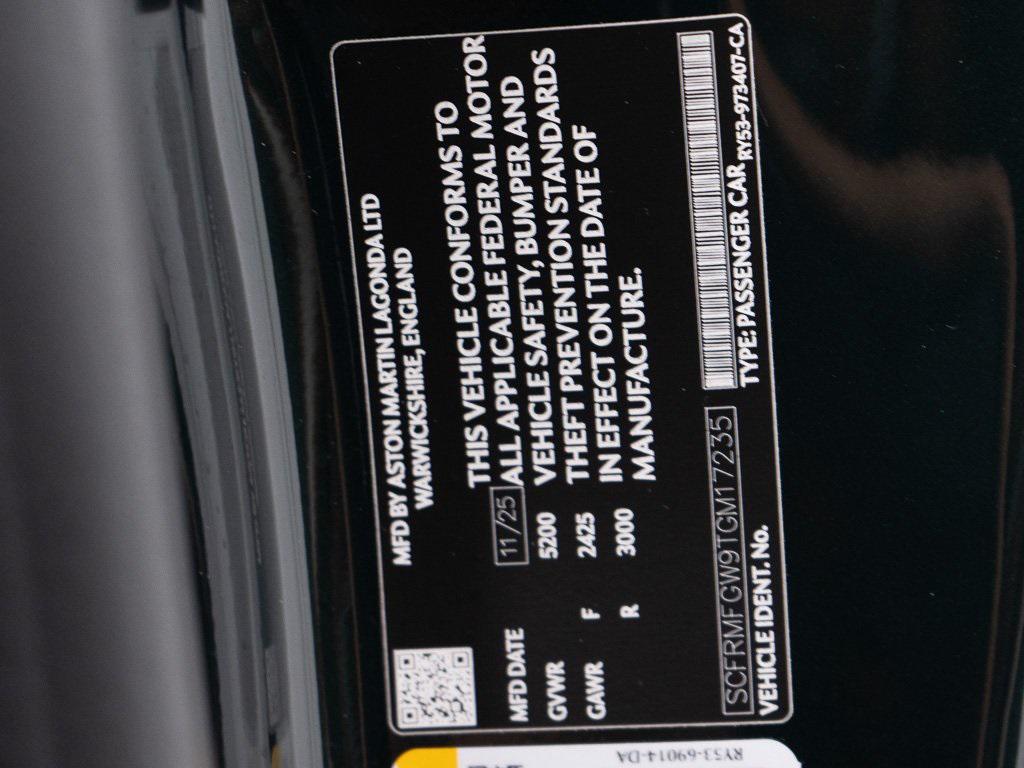 MFD BY ASTON MARTIN LAGONDA LTD
WARWICKSHIRE, ENGLAND
THIS VEHICLE CONFORMS TO
MFD DATE 11/25 ALL APPLICABLE FEDERAL MOTOR
GVWR 5200 VEHICLE SAFETY, BUMPER AND
GAWR F 2425 THEFT PREVENTION STANDARDS
R 3000 IN EFFECT ON THE DATE OF
MANUFACTURE.
SCFRMFGW9TGM17235
VEHICLE IDENT. No. TYPE: PASSENGER CAR RY53-973407-CA
RY53-69014-DA